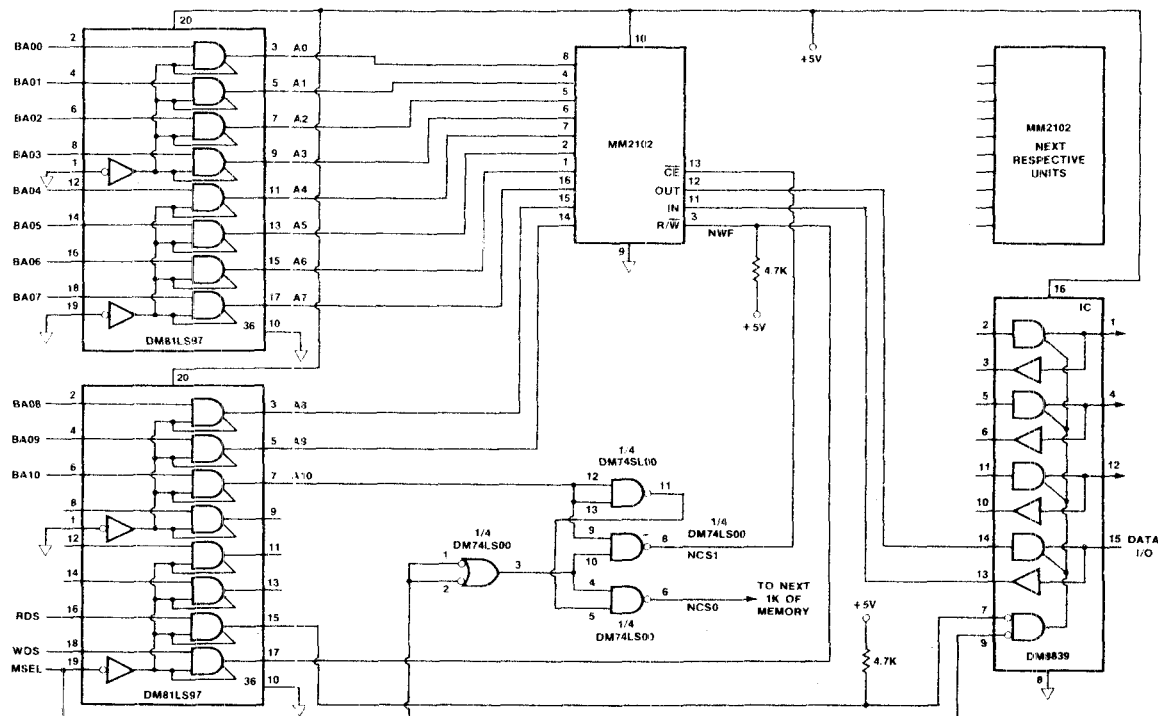 20
BA00 2 3 A0
BA01 4 5 A1
BA02 6 7 A2
BA03 8 9 A3
1
BA04 12 11 A4
BA05 14 13 A5
BA06 16 15 A6
BA07 18 17 A7
19
36 10
DM81LS97
20
BA08 2 3 A8
BA09 4 5 A9
BA10 6 7 A10
8 9
1
12 11
14 13
RDS 16 15
WDS 18 17
MSEL 19
36 10
DM81LS97
10
8
4
5
6
7
2
1
16
15
14
MM2102
CE 13
OUT 12
IN 11
R/W 3
NWF
9
4.7K
+5V
+5V
MM2102
NEXT
RESPECTIVE
UNITS
1/4
DM74SL00
12 11
13
9 8
10
1/4
DM74LS00
NCS1
1/4
DM74LS00
1 3
2
4 6
5
NCS0
1/4
DM74LS00
TO NEXT
1K OF
MEMORY
+5V
4.7K
16
IC
2 1
3
5 4
6
11 12
10
14 15 DATA
I/O
13
7
9
DM8839
8